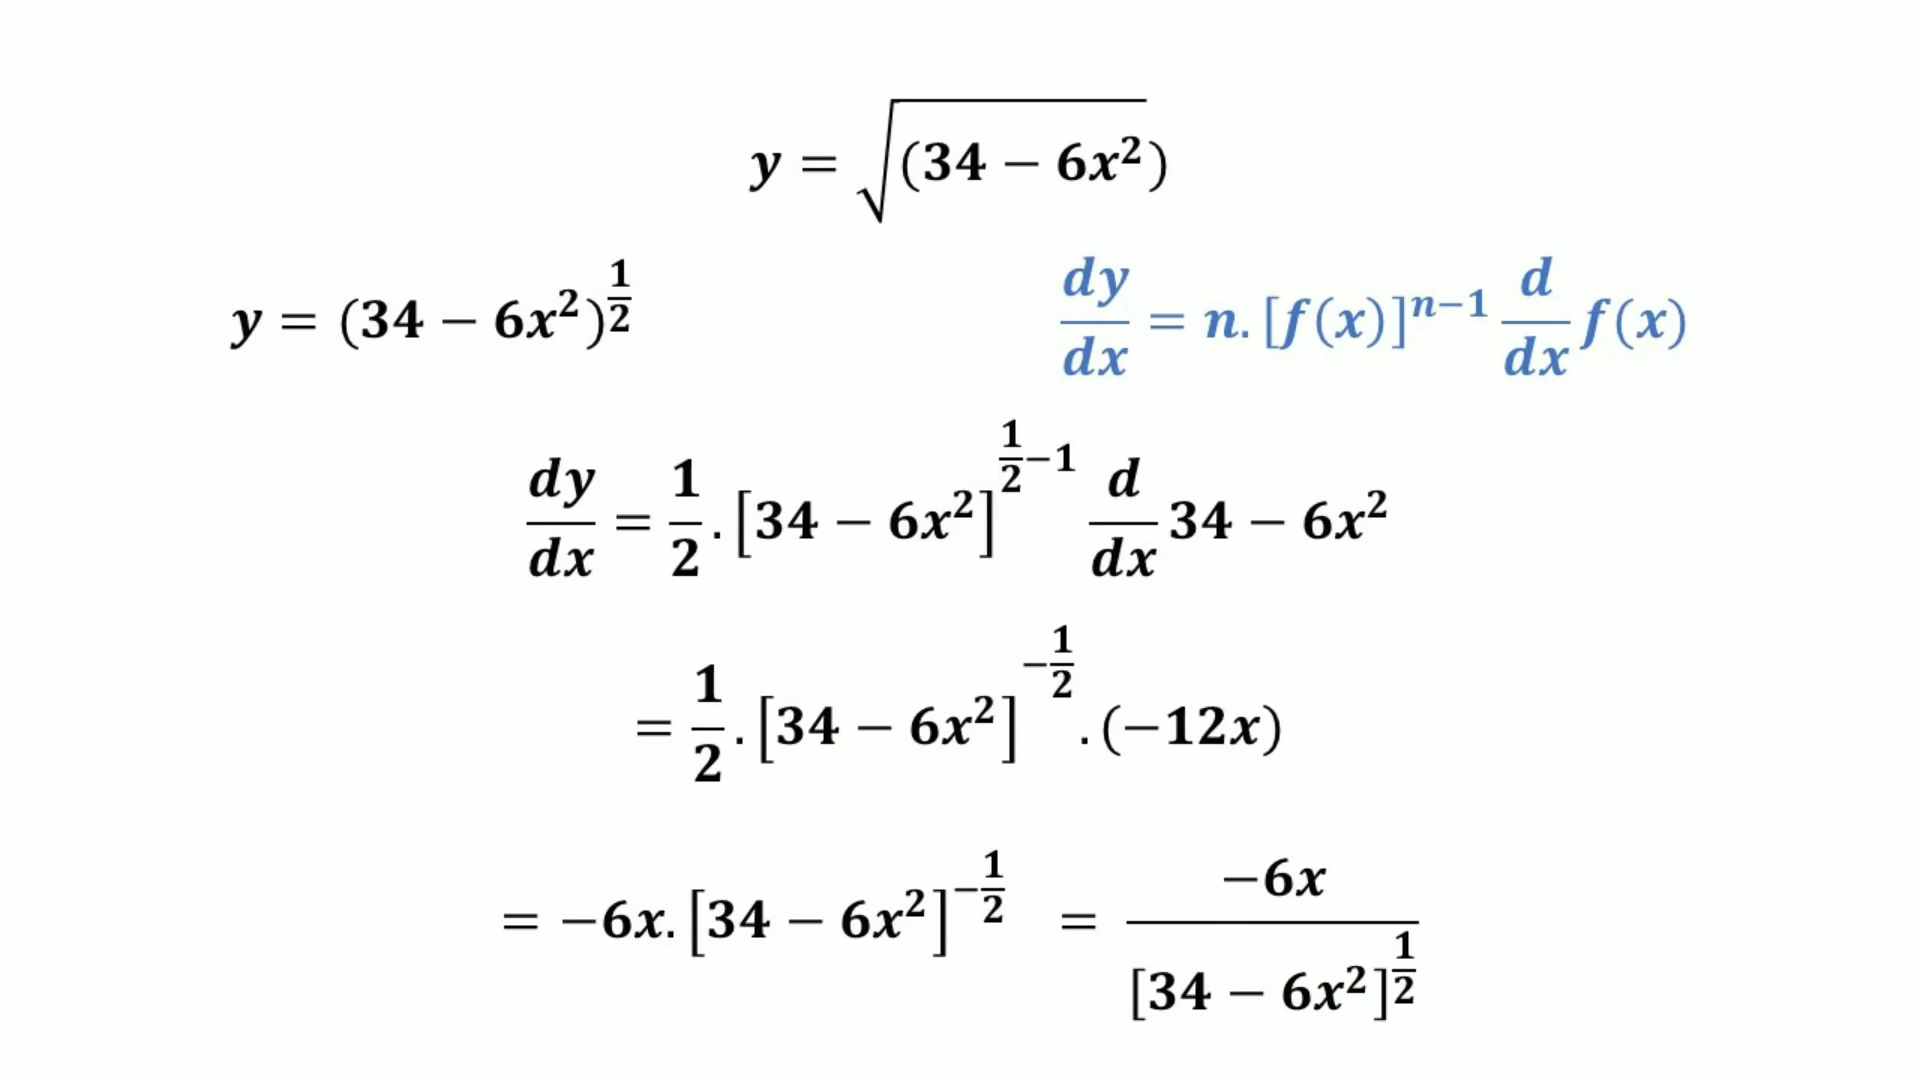 y = √(34 − 6x²)
y = (34 − 6x²)^(1/2)    dy/dx = n. [f(x)]^(n−1) d/dx f(x)
dy/dx = 1/2 . [34 − 6x²]^(1/2 −1) d/dx 34 − 6x²
= 1/2 . [34 − 6x²]^(−1/2) . (−12x)
= −6x. [34 − 6x²]^(−1/2) = −6x / [34 − 6x²]^(1/2)